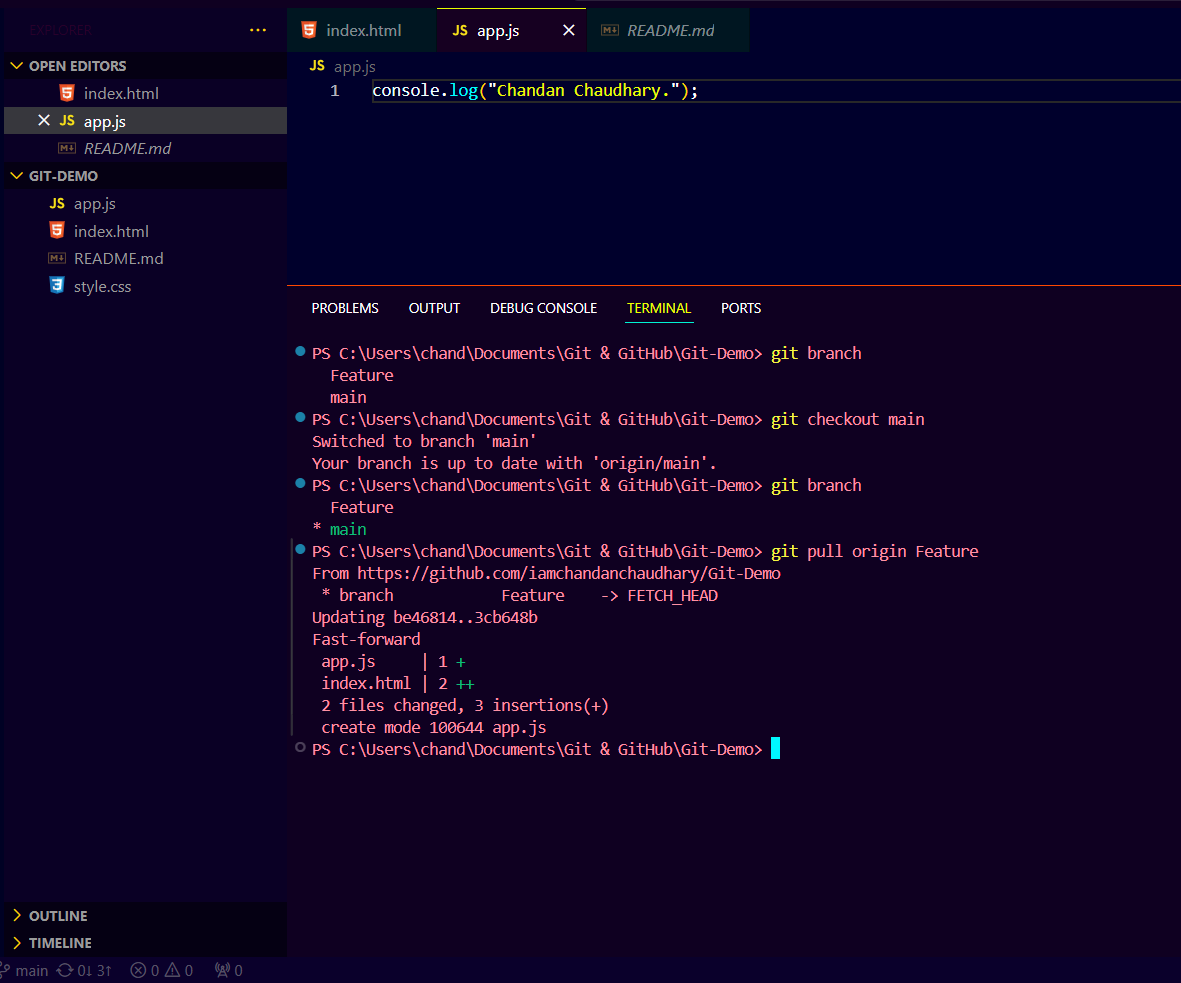 EXPLORER
...
OPEN EDITORS
index.html
JS app.js
README.md
GIT-DEMO
JS app.js
index.html
README.md
style.css
OUTLINE
TIMELINE
index.html
JS app.js
README.md
JS app.js
1 console.log("Chandan Chaudhary.");
PROBLEMS OUTPUT DEBUG CONSOLE TERMINAL PORTS
PS C:\Users\chand\Documents\Git & GitHub\Git-Demo> git branch
Feature
main
PS C:\Users\chand\Documents\Git & GitHub\Git-Demo> git checkout main
Switched to branch 'main'
Your branch is up to date with 'origin/main'.
PS C:\Users\chand\Documents\Git & GitHub\Git-Demo> git branch
Feature
* main
PS C:\Users\chand\Documents\Git & GitHub\Git-Demo> git pull origin Feature
From https://github.com/iamchandanchaudhary/Git-Demo
* branch Feature -> FETCH_HEAD
Updating be46814..3cb648b
Fast-forward
app.js | 1 +
index.html | 2 ++
2 files changed, 3 insertions(+)
create mode 100644 app.js
PS C:\Users\chand\Documents\Git & GitHub\Git-Demo>
main 0↓ 3↑ 0 0 0